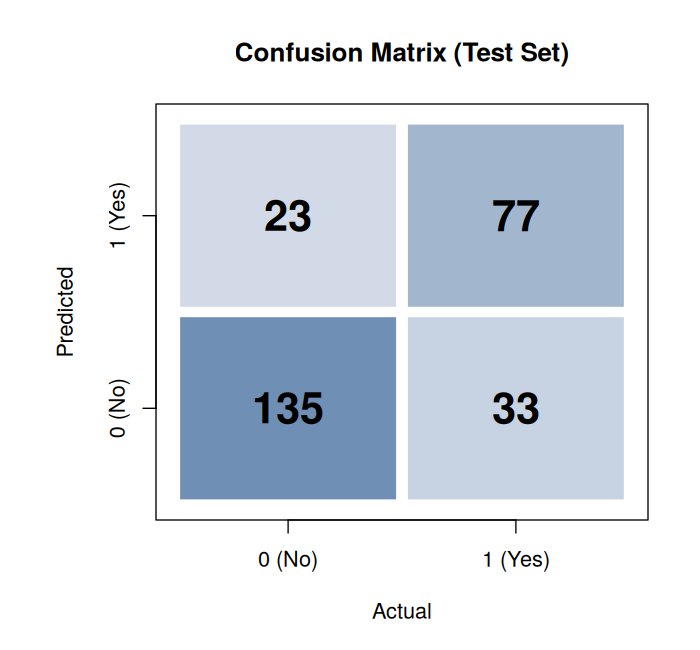 Confusion Matrix (Test Set)
Predicted
1 (Yes)
23
77
0 (No)
135
33
0 (No)
1 (Yes)
Actual